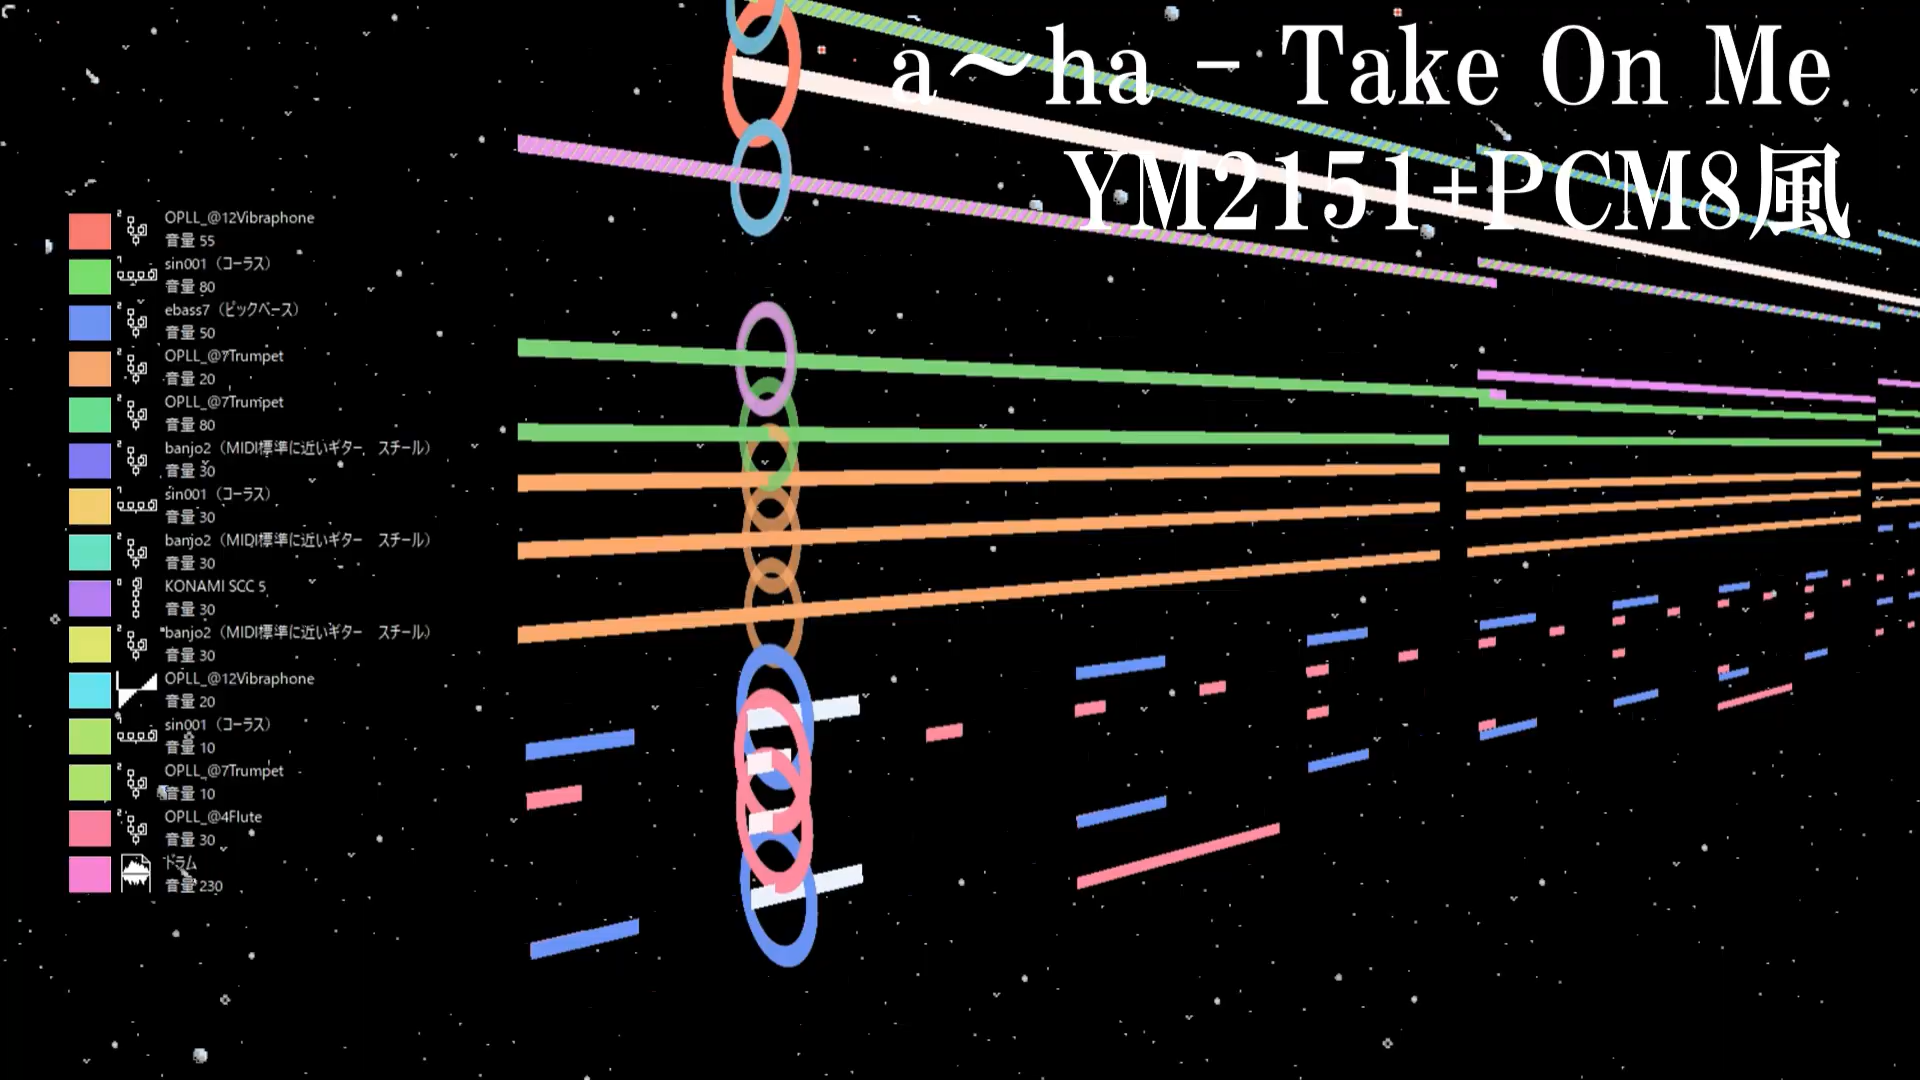 a～ha - Take On Me
YM2151+PCM8風
OPLL_@12Vibraphone
音量 55
sin001（コーラス）
音量 80
ebass7（ピックベース）
音量 50
OPLL_@7Trumpet
音量 20
OPLL_@7Trumpet
音量 80
banjo2（MIDI標準に近いギター　スチール）
音量 30
sin001（コーラス）
音量 30
banjo2（MIDI標準に近いギター　スチール）
音量 30
KONAMI SCC 5
音量 30
banjo2（MIDI標準に近いギター　スチール）
音量 30
OPLL_@12Vibraphone
音量 20
sin001（コーラス）
音量 10
OPLL_@7Trumpet
音量 10
OPLL_@4Flute
音量 30
ドラム
音量 230